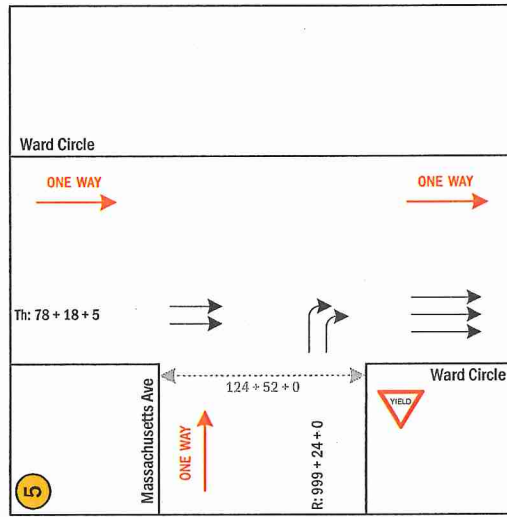 Ward Circle
ONE WAY
ONE WAY
Th: 78 + 18 + 5
124 + 52 + 0
Ward Circle
YIELD
Massachusetts Ave
ONE WAY
R: 999 + 24 + 0
5